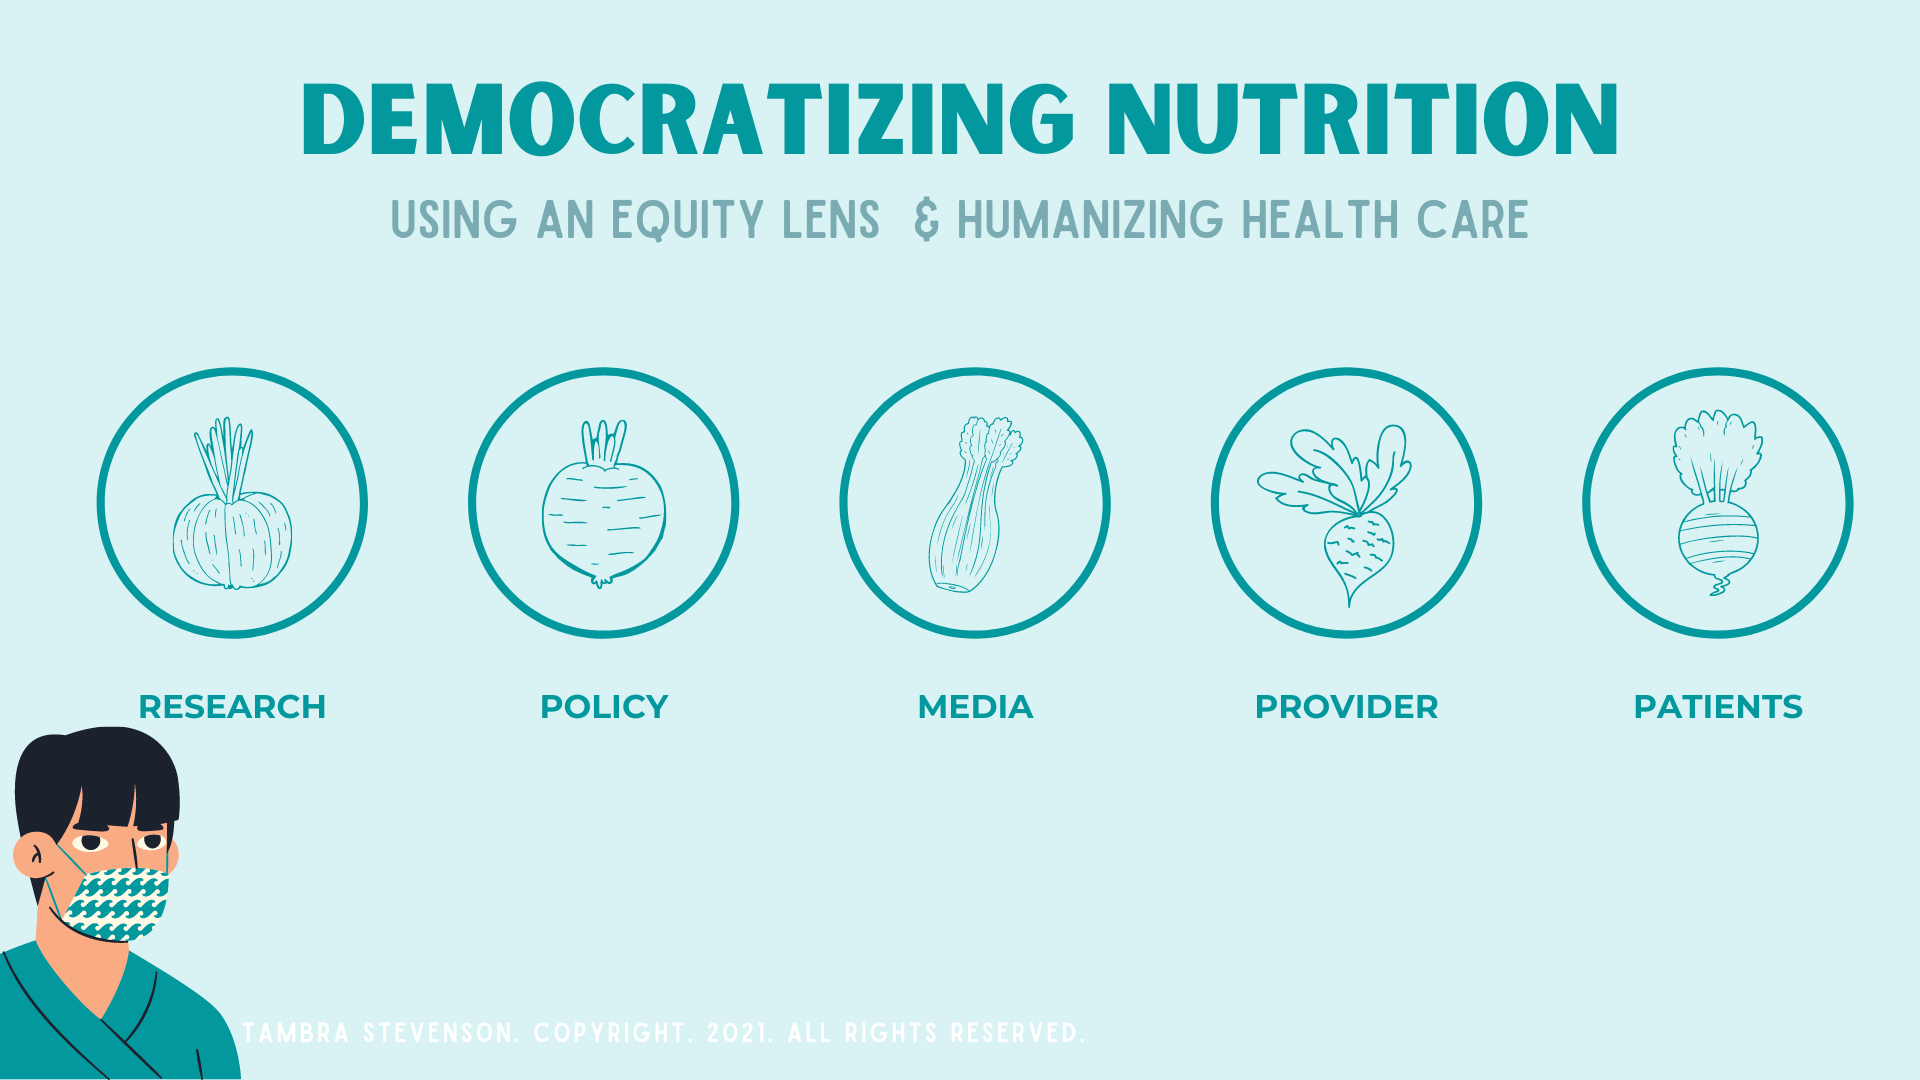 DEMOCRATIZING NUTRITION
USING AN EQUITY LENS & HUMANIZING HEALTH CARE
RESEARCH
POLICY
MEDIA
PROVIDER
PATIENTS
TAMBRA STEVENSON. COPYRIGHT. 2021. ALL RIGHTS RESERVED.